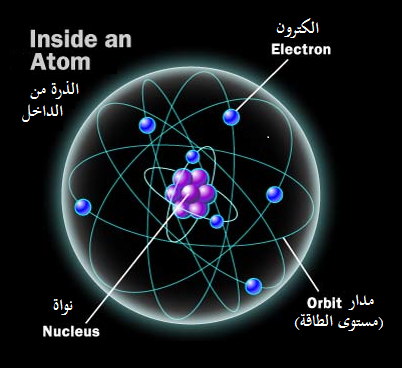 Inside an
Atom
الذرة من
الداخل
الكترون
Electron
نواة
Nucleus
Orbit مدار
(مستوى الطاقة)